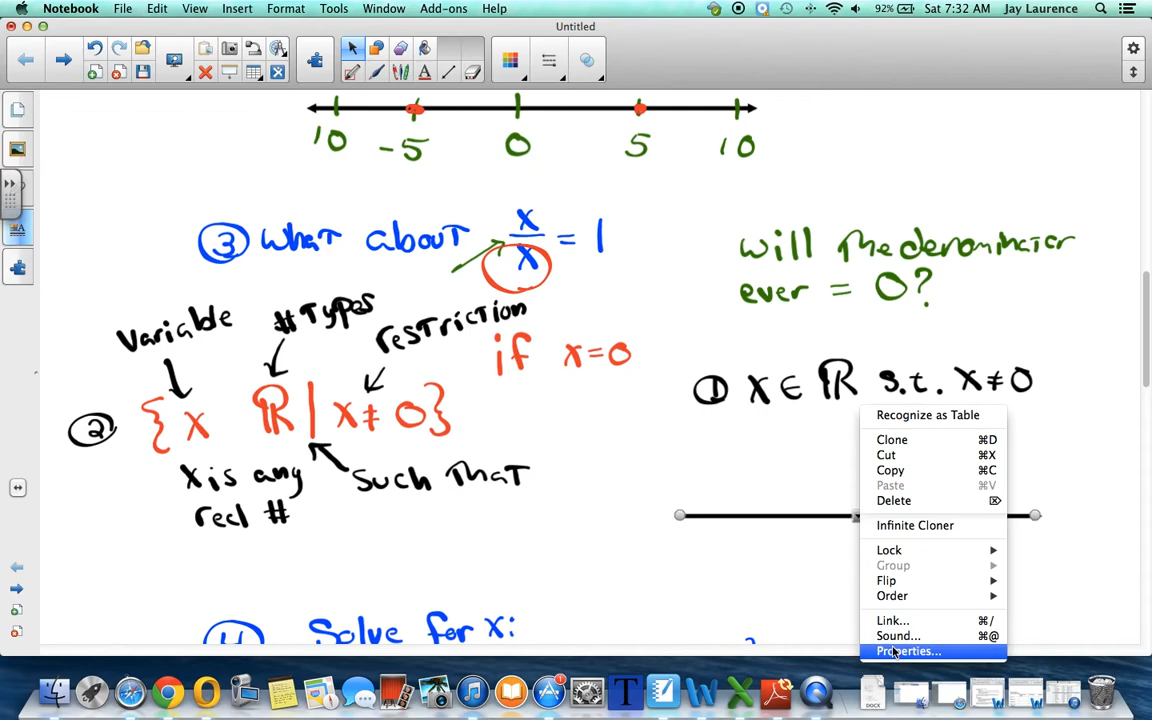 Notebook File Edit View Insert Format Tools Window Add-ons Help 92% Sat 7:32 AM Jay Laurence
Untitled
10 -5 0 5 10
③ What about x/x = 1
will the denominator
ever = 0?
variable
# Types
restriction
if x=0
② {x ℝ | x≠0}
① x∈ ℝ s.t. x≠0
x is any
real #
such that
④ Solve for x:
Recognize as Table
Clone ⌘D
Cut ⌘X
Copy ⌘C
Paste ⌘V
Delete ⌦
Infinite Cloner
Lock
Group
Flip
Order
Link... ⌘/
Sound... ⌘@
Properties...
DOCX